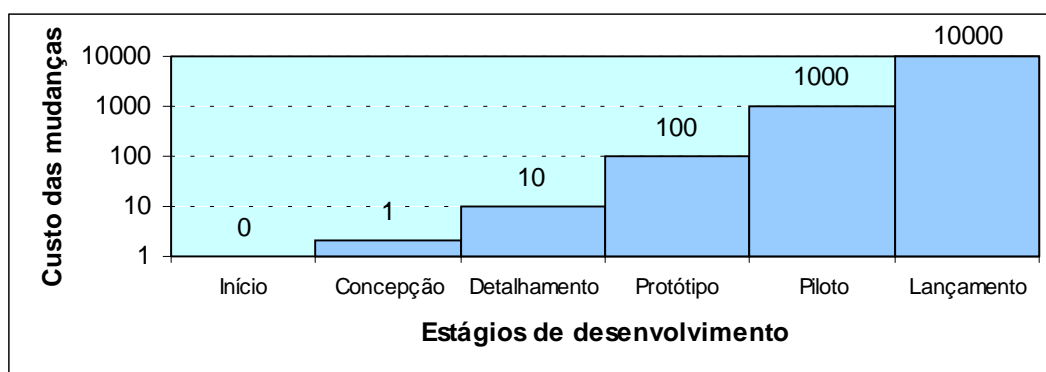 Custo das mudanças
10000
1000
100
10
1
0
1
10
100
1000
10000
Início
Concepção
Detalhamento
Protótipo
Piloto
Lançamento
Estágios de desenvolvimento